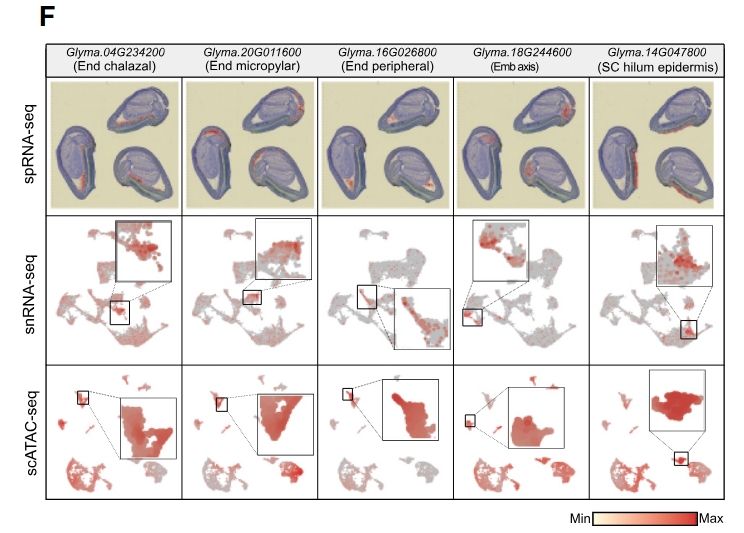 F
Glyma.04G234200 Glyma.20G011600 Glyma.16G026800 Glyma.18G244600 Glyma.14G047800
(End chalazal) (End micropylar) (End peripheral) (Emb axis) (SC hilum epidermis)
spRNA-seq
snRNA-seq
scATAC-seq
Min Max